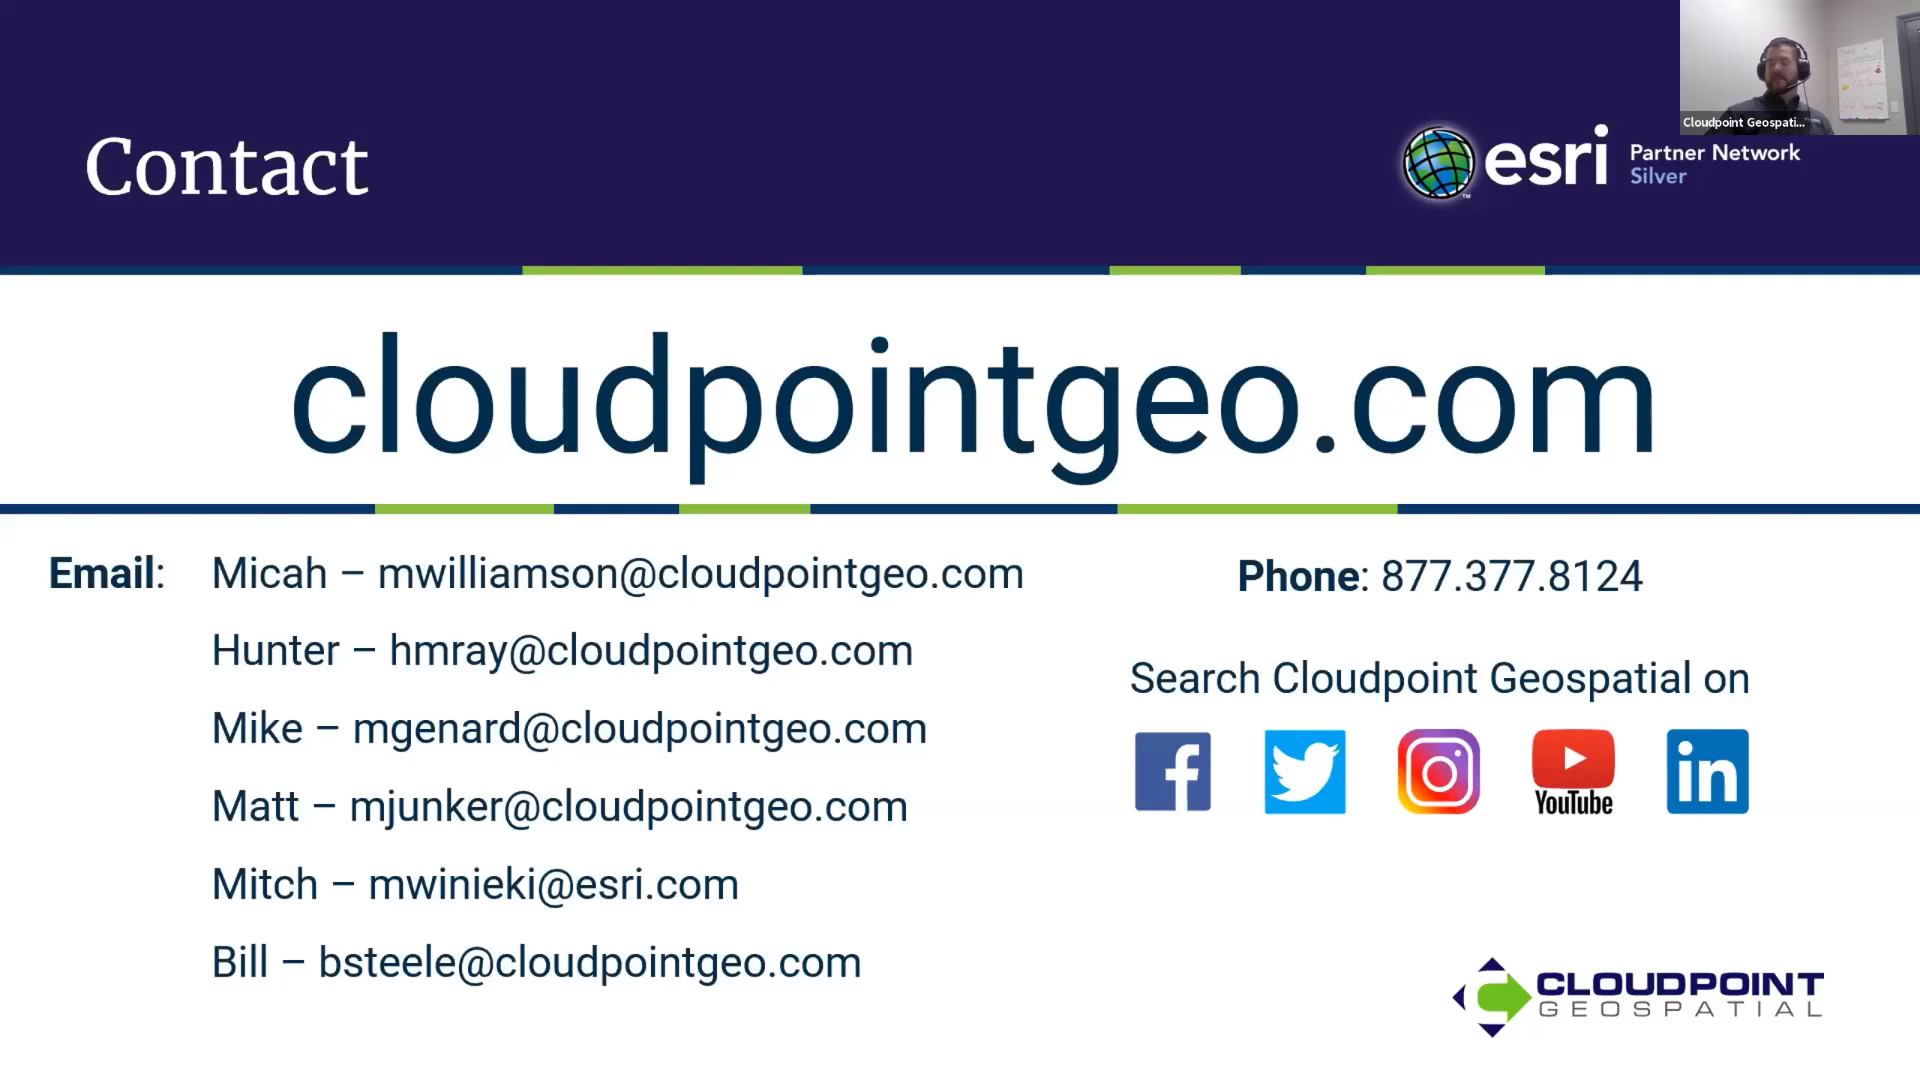 Contact
esri Partner Network
Silver
Cloudpoint Geospati...
cloudpointgeo.com
Email: Micah – mwilliamson@cloudpointgeo.com
Hunter – hmray@cloudpointgeo.com
Mike – mgenard@cloudpointgeo.com
Matt – mjunker@cloudpointgeo.com
Mitch – mwinieki@esri.com
Bill – bsteele@cloudpointgeo.com
Phone: 877.377.8124
Search Cloudpoint Geospatial on
YouTube
in
CLOUDPOINT
GEOSPATIAL